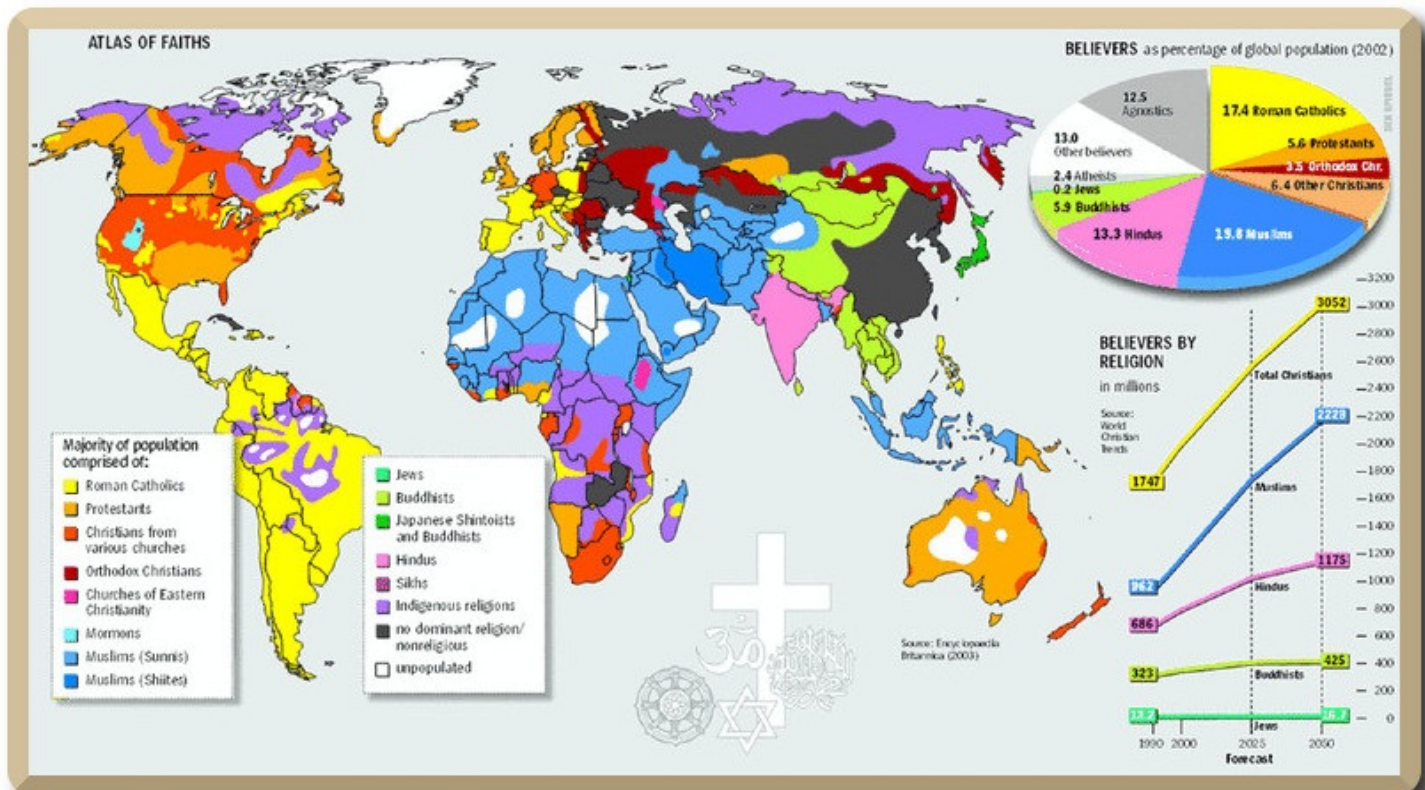 ATLAS OF FAITHS
BELIEVERS as percentage of global population (2002)
12.5
Agnostics
17.4 Roman Catholics
13.0
Other believers
5.6 Protestants
3.5 Orthodox Chr.
2.4 Atheists
6.4 Other Christians
0.2 Jews
5.9 Buddhists
13.3 Hindus
19.8 Muslims
DER SPIEGEL
BELIEVERS BY
RELIGION
in millions
Source:
World
Christian
Trends
3200
3000
2800
2600
2400
2200
2000
1800
1600
1400
1200
1000
800
600
400
200
0
3052
Total Christians
2228
1747
Muslims
962
1175
Hindus
686
425
323
Buddhists
Jews
1990 2000 2025 2050
Forecast
Majority of population
comprised of:
Roman Catholics
Protestants
Christians from
various churches
Orthodox Christians
Churches of Eastern
Christianity
Mormons
Muslims (Sunnis)
Muslims (Shiites)
Jews
Buddhists
Japanese Shintoists
and Buddhists
Hindus
Sikhs
Indigenous religions
no dominant religion/
nonreligious
unpopulated
Source: Encyclopaedia
Britannica (2003)
ॐ